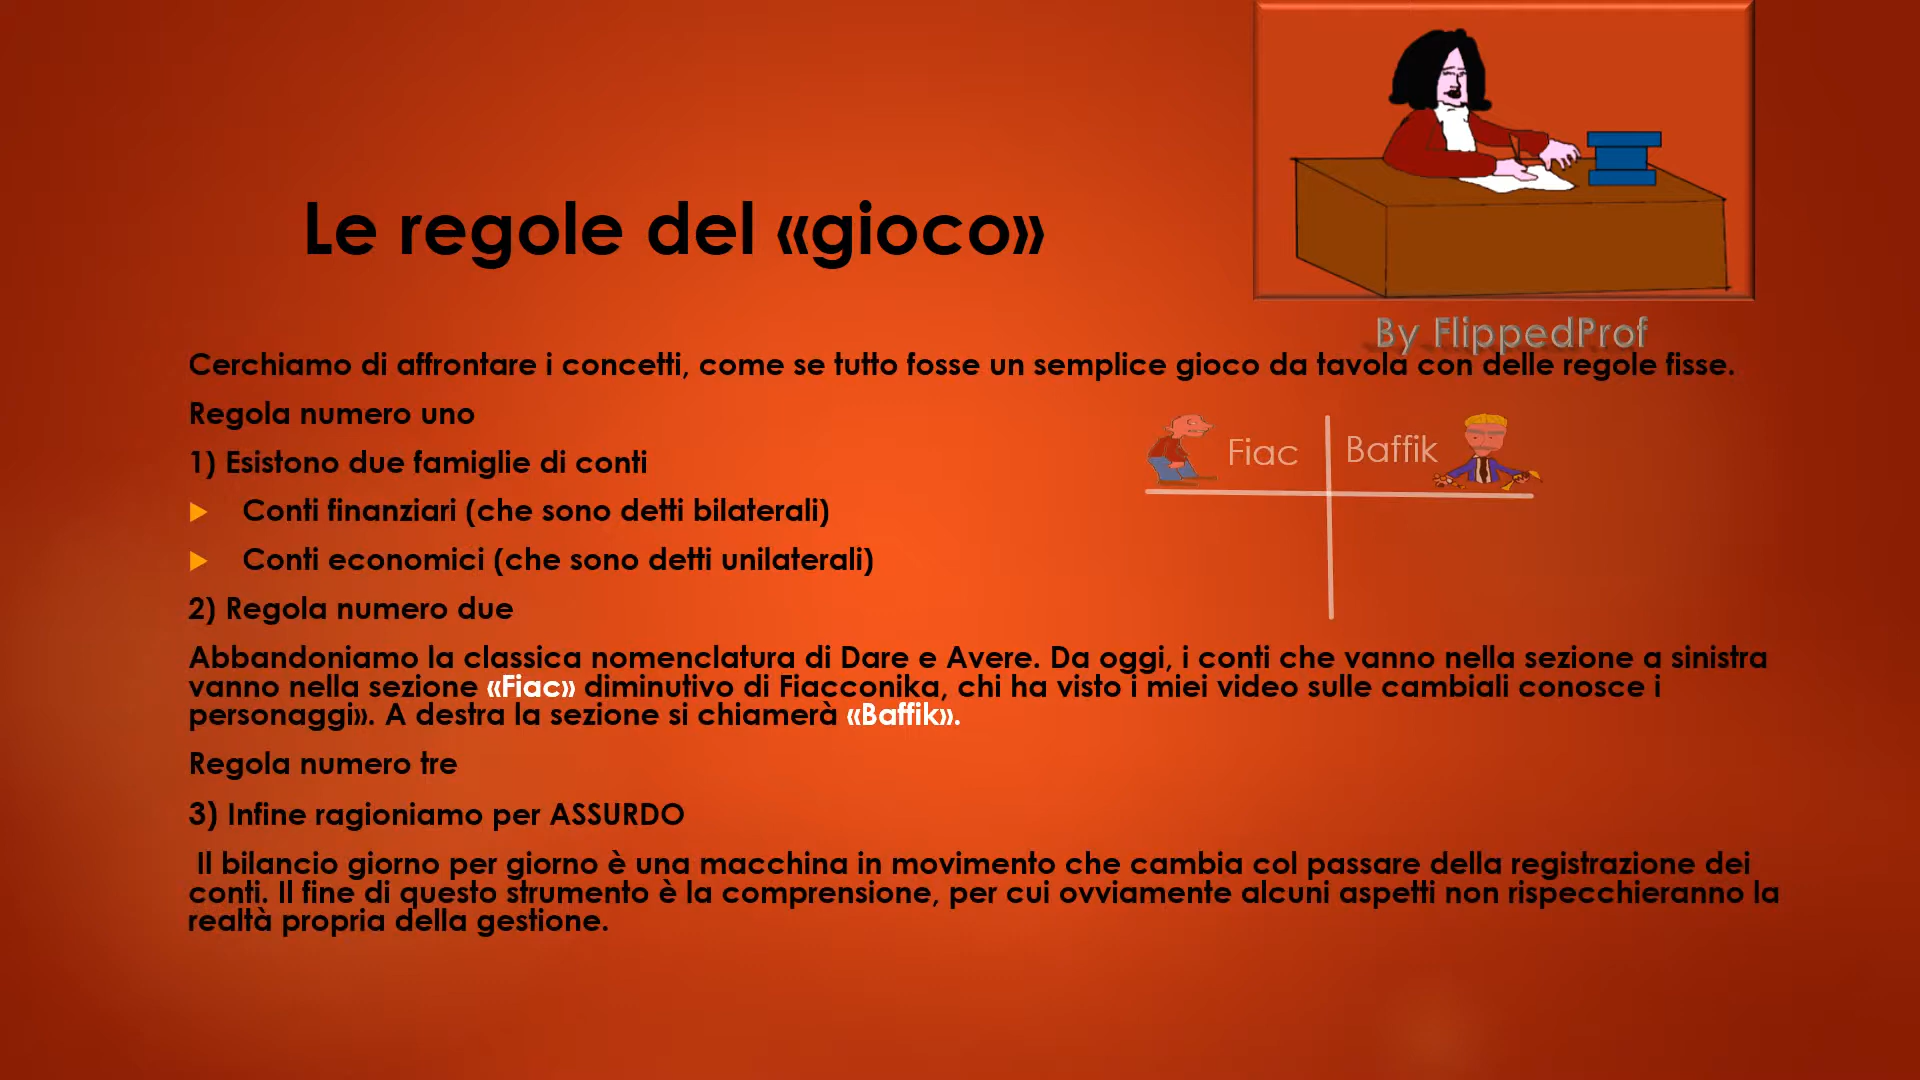 Le regole del «gioco»
By FlippedProf
Cerchiamo di affrontare i concetti, come se tutto fosse un semplice gioco da tavola con delle regole fisse.
Regola numero uno
1) Esistono due famiglie di conti
Fiac
Baffik
Conti finanziari (che sono detti bilaterali)
Conti economici (che sono detti unilaterali)
2) Regola numero due
Abbandoniamo la classica nomenclatura di Dare e Avere. Da oggi, i conti che vanno nella sezione a sinistra
vanno nella sezione «Fiac» diminutivo di Fiacconika, chi ha visto i miei video sulle cambiali conosce i
personaggi». A destra la sezione si chiamerà «Baffik».
Regola numero tre
3) Infine ragioniamo per ASSURDO
Il bilancio giorno per giorno è una macchina in movimento che cambia col passare della registrazione dei
conti. Il fine di questo strumento è la comprensione, per cui ovviamente alcuni aspetti non rispecchieranno la
realtà propria della gestione.